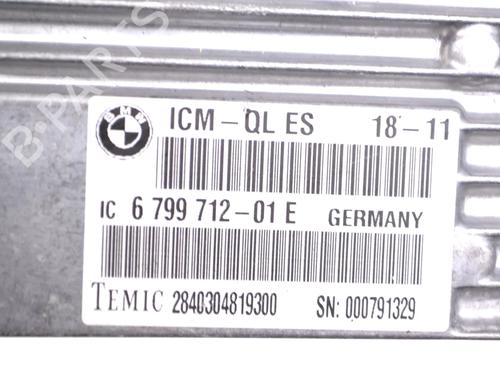 BMW
ICM-QL ES 18-11
IC 6 799 712-01 E GERMANY
TEMIC 2840304819300 SN: 000791329
B-PARTS